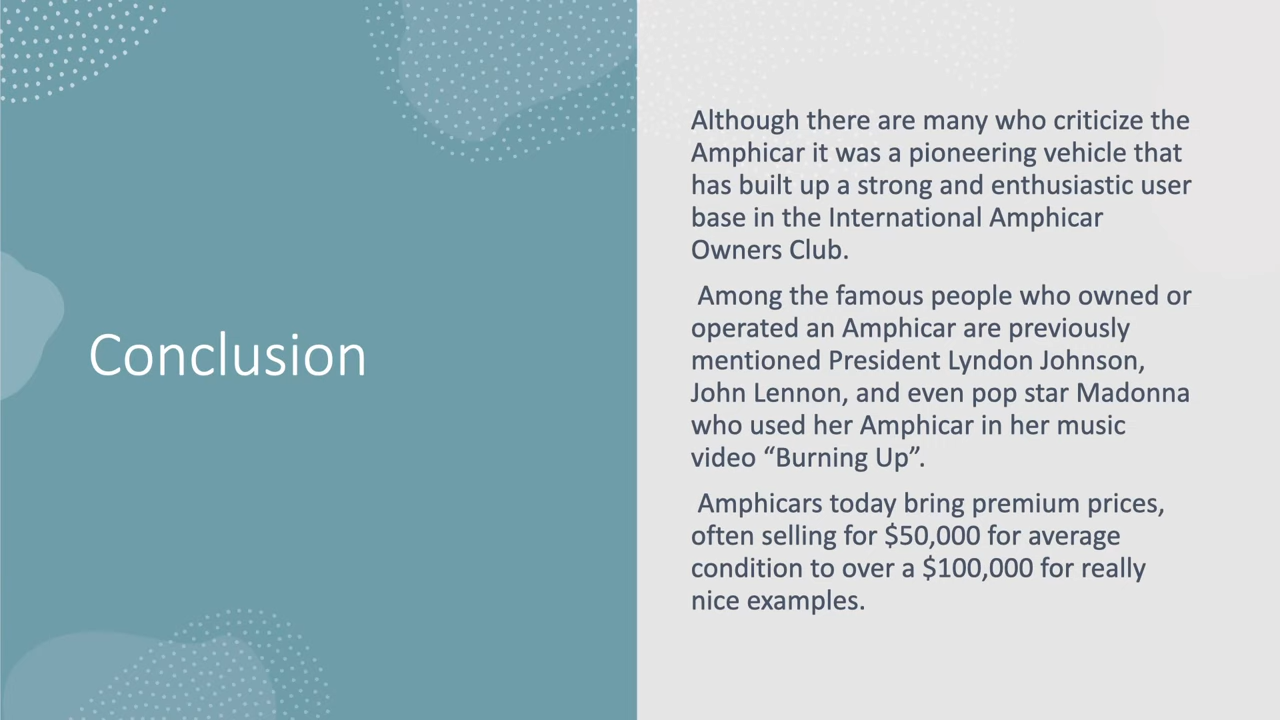 Conclusion
Although there are many who criticize the
Amphicar it was a pioneering vehicle that
has built up a strong and enthusiastic user
base in the International Amphicar
Owners Club.
Among the famous people who owned or
operated an Amphicar are previously
mentioned President Lyndon Johnson,
John Lennon, and even pop star Madonna
who used her Amphicar in her music
video “Burning Up”.
Amphicars today bring premium prices,
often selling for $50,000 for average
condition to over a $100,000 for really
nice examples.